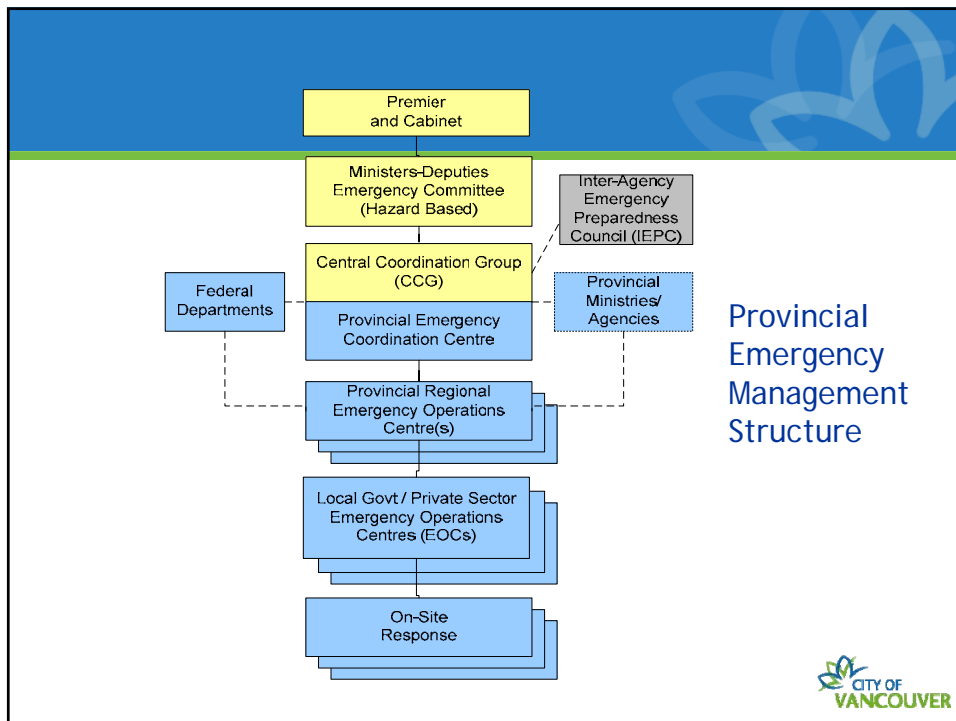 Premier
and Cabinet
Ministers-Deputies
Emergency Committee
(Hazard Based)
Inter-Agency
Emergency
Preparedness
Council (IEPC)
Central Coordination Group
(CCG)
Federal
Departments
Provincial
Ministries/
Agencies
Provincial Emergency
Coordination Centre
Provincial Regional
Emergency Operations
Centre(s)
Local Govt / Private Sector
Emergency Operations
Centres (EOCs)
On-Site
Response
Provincial
Emergency
Management
Structure
CITY OF
VANCOUVER